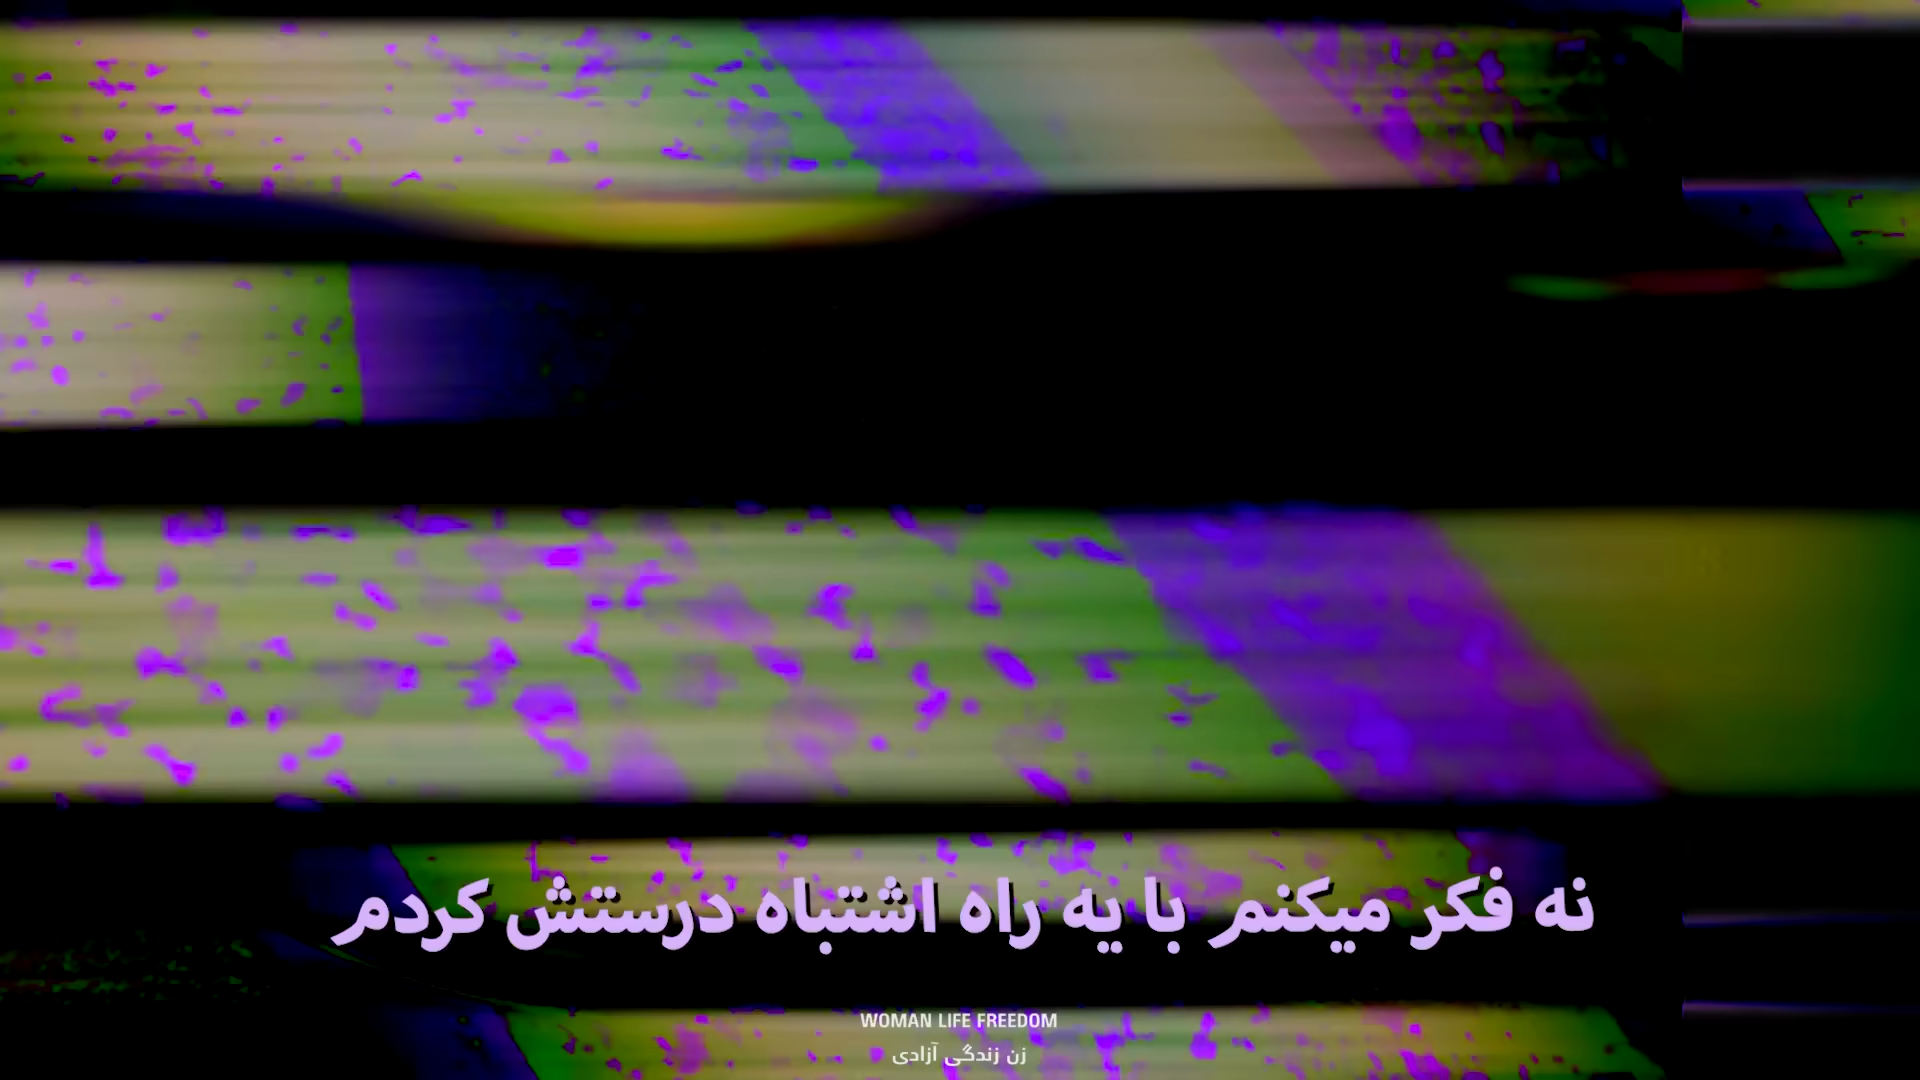 نه فکر میکنم با یه راه اشتباه درستش کردم
WOMAN LIFE FREEDOM
زن زندگی آزادی